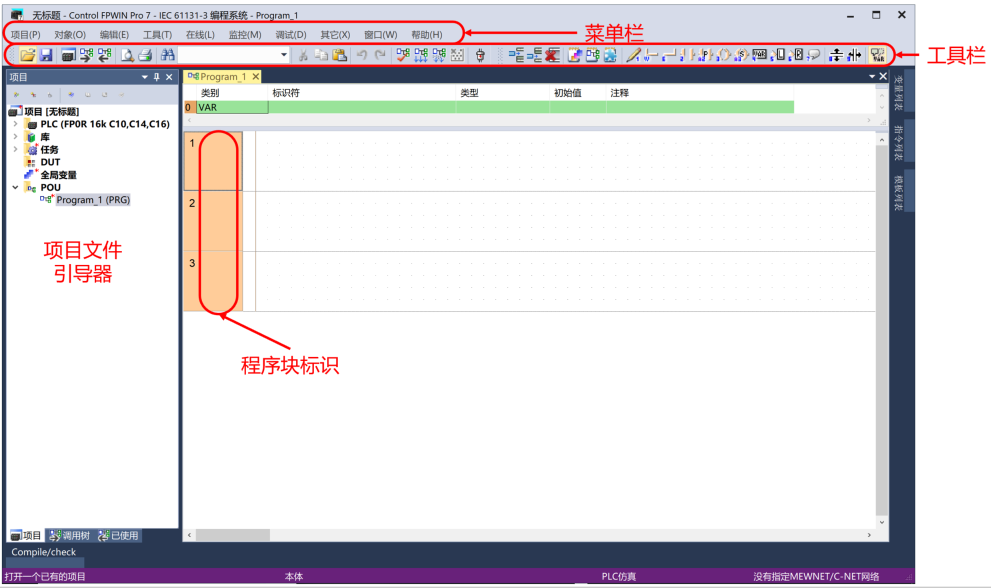 无标题 - Control FPWIN Pro 7 - IEC 61131-3 编程系统 - Program_1
项目(P) 对象(O) 编辑(E) 工具(T) 在线(L) 监控(M) 调试(D) 其它(X) 窗口(W) 帮助(H)
菜单栏
工具栏
项目
Program_1
类别 标识符 类型 初始值 注释
0 VAR
项目 [无标题]
PLC (FP0R 16k C10,C14,C16)
库
任务
DUT
全局变量
POU
Program_1 (PRG)
项目文件
引导器
1
2
3
程序块标识
变量列表
指令列表
模板列表
项目 调用树 已使用
Compile/check
打开一个已有的项目 本体 PLC仿真 没有指定MEWNET/C-NET网络